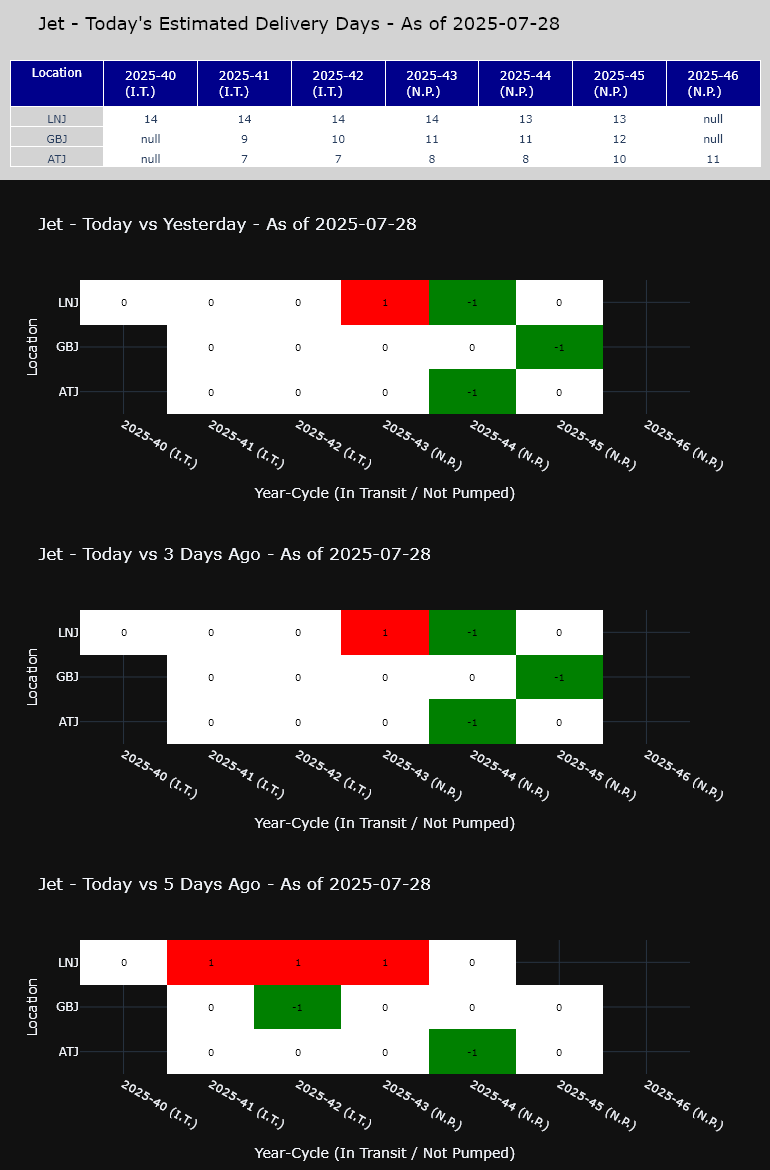 Jet - Today's Estimated Delivery Days - As of 2025-07-28
Location 2025-40 (I.T.) 2025-41 (I.T.) 2025-42 (I.T.) 2025-43 (N.P.) 2025-44 (N.P.) 2025-45 (N.P.) 2025-46 (N.P.)
LNJ 14 14 14 14 13 13 null
GBJ null 9 10 11 11 12 null
ATJ null 7 7 8 8 10 11
Jet - Today vs Yesterday - As of 2025-07-28
Location
LNJ 0 0 0 1 -1 0
GBJ 0 0 0 0 -1
ATJ 0 0 0 -1 0
2025-40 (I.T.) 2025-41 (I.T.) 2025-42 (I.T.) 2025-43 (N.P.) 2025-44 (N.P.) 2025-45 (N.P.) 2025-46 (N.P.)
Year-Cycle (In Transit / Not Pumped)
Jet - Today vs 3 Days Ago - As of 2025-07-28
Location
LNJ 0 0 0 1 -1 0
GBJ 0 0 0 0 -1
ATJ 0 0 0 -1 0
2025-40 (I.T.) 2025-41 (I.T.) 2025-42 (I.T.) 2025-43 (N.P.) 2025-44 (N.P.) 2025-45 (N.P.) 2025-46 (N.P.)
Year-Cycle (In Transit / Not Pumped)
Jet - Today vs 5 Days Ago - As of 2025-07-28
Location
LNJ 0 1 1 1 0
GBJ 0 -1 0 0 0
ATJ 0 0 0 -1 0
2025-40 (I.T.) 2025-41 (I.T.) 2025-42 (I.T.) 2025-43 (N.P.) 2025-44 (N.P.) 2025-45 (N.P.) 2025-46 (N.P.)
Year-Cycle (In Transit / Not Pumped)